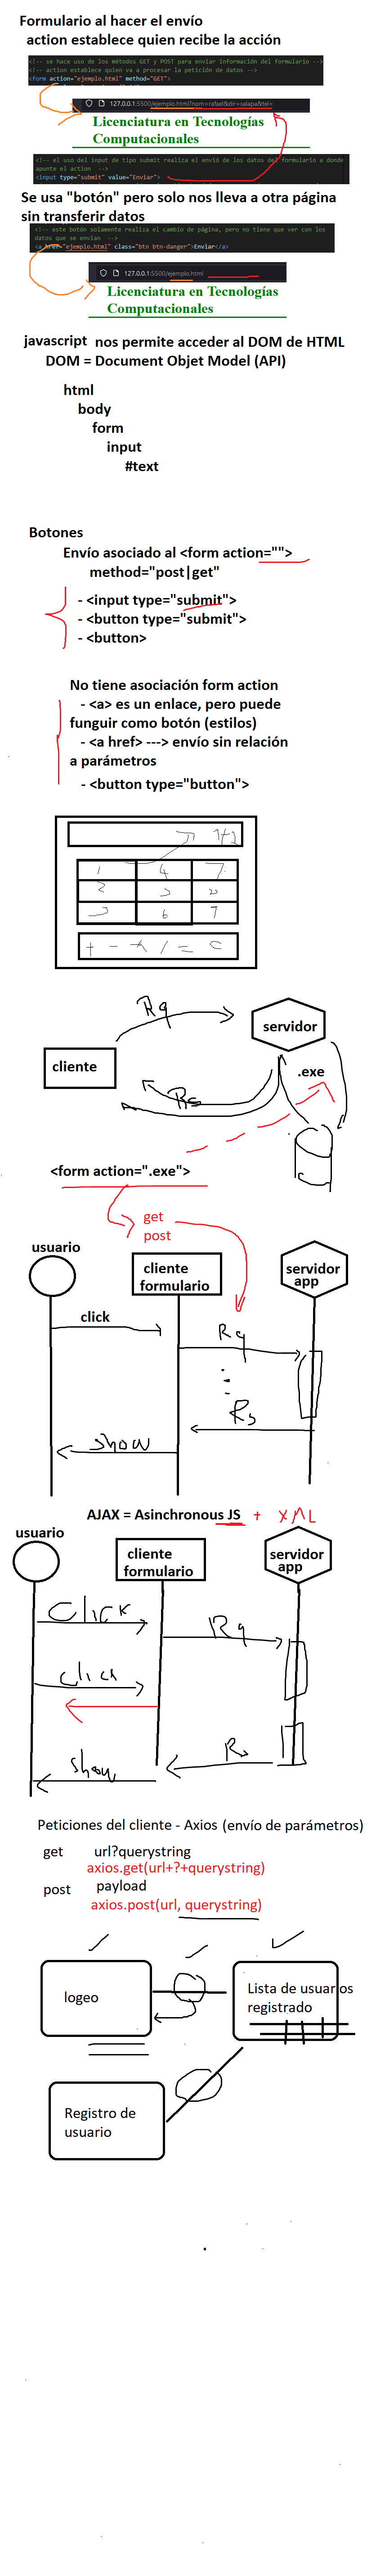 Formulario al hacer el envío
action establece quien recibe la acción
<!-- se hace uso de los métodos GET y POST para enviar información del formulario -->
<!-- action establece quien va a procesar la petición de datos -->
<form action="ejemplo.html" method="GET">
127.0.0.1:5500/ejemplo.html?nom=rafael&dir=xalapa&tel=
Licenciatura en Tecnologías
Computacionales
<!-- el uso del input de tipo submit realiza el envió de los datos del formulario a donde
apunte el action -->
<input type="submit" value="Enviar">
Se usa "botón" pero solo nos lleva a otra página
sin transferir datos
<!-- este botón solamente realiza el cambio de página, pero no tiene que ver con los
datos que se envían -->
<a href="ejemplo.html" class="btn btn-danger">Enviar</a>
127.0.0.1:5500/ejemplo.html
Licenciatura en Tecnologías
Computacionales
javascript nos permite acceder al DOM de HTML
DOM = Document Objet Model (API)
html
body
form
input
#text
Botones
Envío asociado al <form action="">
method="post|get"
- <input type="submit">
- <button type="submit">
- <button>
No tiene asociación form action
- <a> es un enlace, pero puede
fungir como botón (estilos)
- <a href> ---> envío sin relación
a parámetros
- <button type="button">
1 4 7
2
6 7
+ - x / = c
Rq
servidor
cliente
.exe
Rs
<form action=".exe">
get
post
usuario
cliente
formulario
servidor
app
click
Rq
Rs
show
AJAX = Asinchronous JS + XML
usuario
cliente
formulario
servidor
app
Click
Rq
click
Rs
show
Peticiones del cliente - Axios (envío de parámetros)
get url?querystring
axios.get(url+?+querystring)
post payload
axios.post(url, querystring)
logeo
Lista de usuarios
registrado
Registro de
usuario